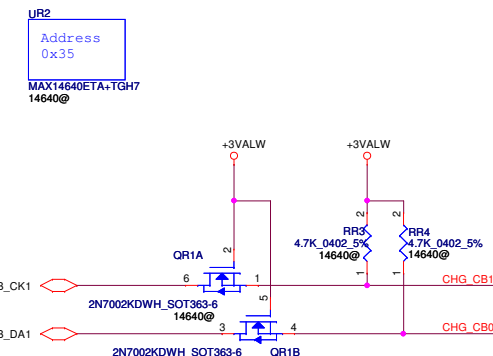 UR2
Address
0x35
MAX14640ETA+TGH7
14640@
+3VALW
+3VALW
2
2
2
RR3
RR4
4.7K_0402_5%
4.7K_0402_5%
14640@
14640@
QR1A
6
1
1
1
CHG_CB1
B_CK1
5
2N7002KDWH_SOT363-6
14640@
3
4
CHG_CB0
B_DA1
2N7002KDWH_SOT363-6
QR1B